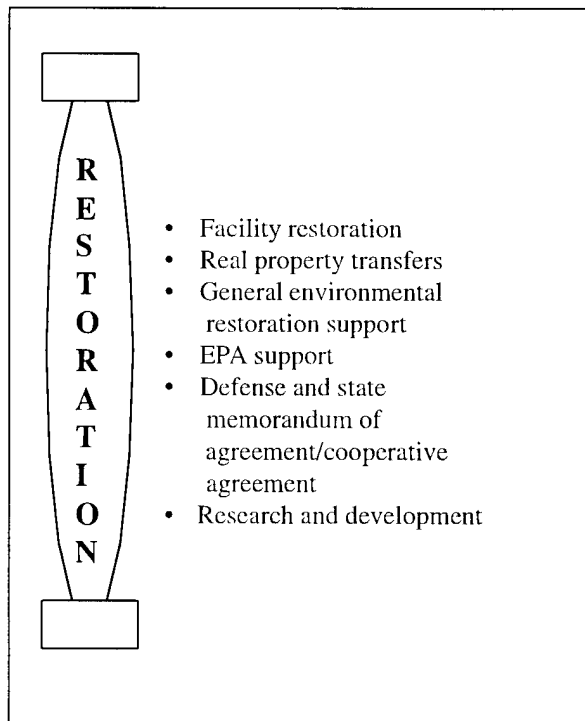 RESTORATION
• Facility restoration
• Real property transfers
• General environmental
restoration support
• EPA support
• Defense and state
memorandum of
agreement/cooperative
agreement
• Research and development